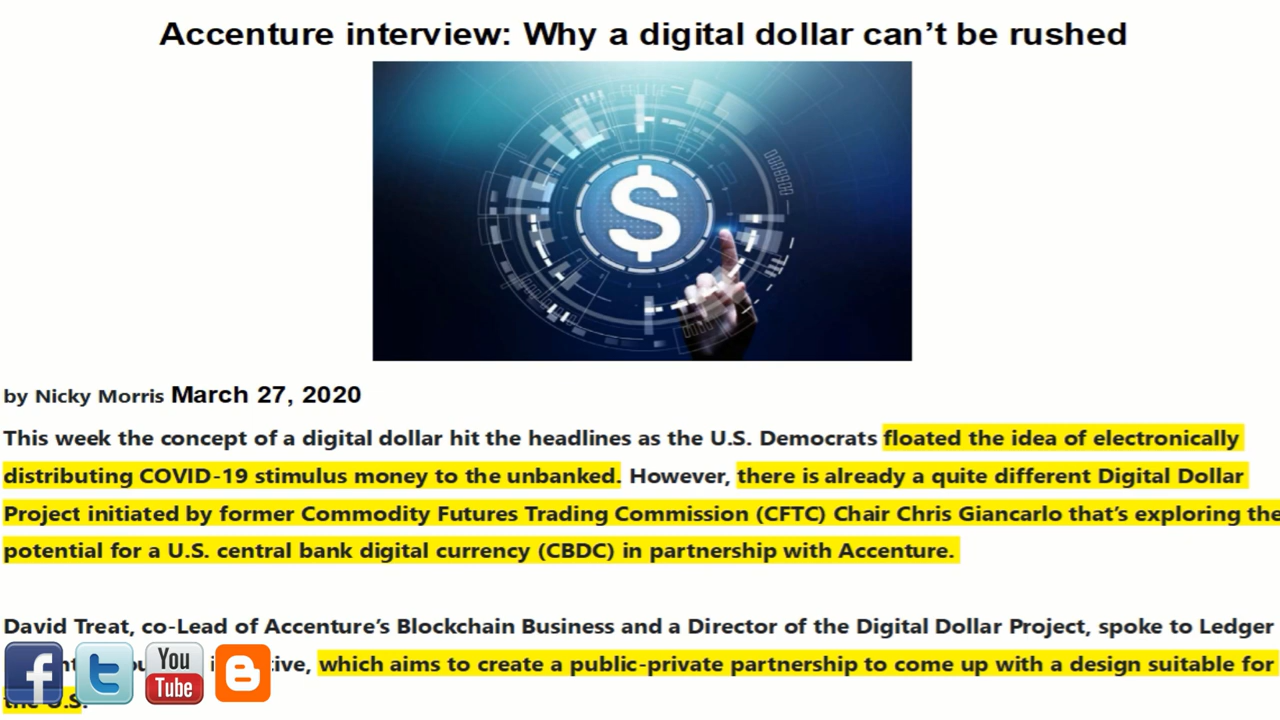 Accenture interview: Why a digital dollar can’t be rushed
$
by Nicky Morris March 27, 2020
This week the concept of a digital dollar hit the headlines as the U.S. Democrats floated the idea of electronically
distributing COVID-19 stimulus money to the unbanked. However, there is already a quite different Digital Dollar
Project initiated by former Commodity Futures Trading Commission (CFTC) Chair Chris Giancarlo that’s exploring the
potential for a U.S. central bank digital currency (CBDC) in partnership with Accenture.
David Treat, co-Lead of Accenture’s Blockchain Business and a Director of the Digital Dollar Project, spoke to Ledger
which aims to create a public-private partnership to come up with a design suitable for
the U.S.
f t You Tube B